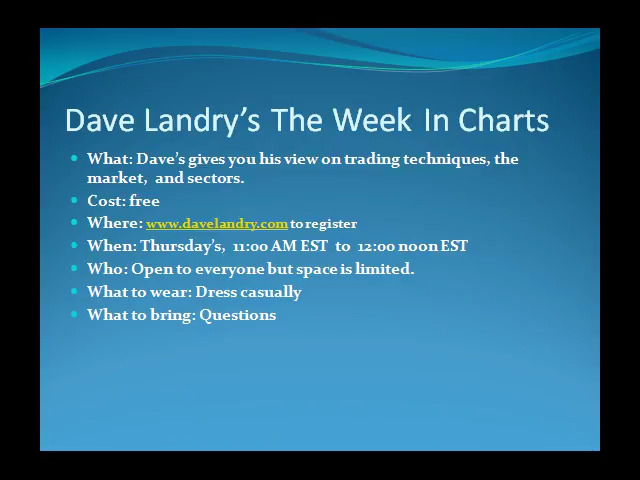 Dave Landry's The Week In Charts
• What: Dave's gives you his view on trading techniques, the
market, and sectors.
• Cost: free
• Where: www.davelandry.com to register
• When: Thursday's, 11:00 AM EST to 12:00 noon EST
• Who: Open to everyone but space is limited.
• What to wear: Dress casually
• What to bring: Questions